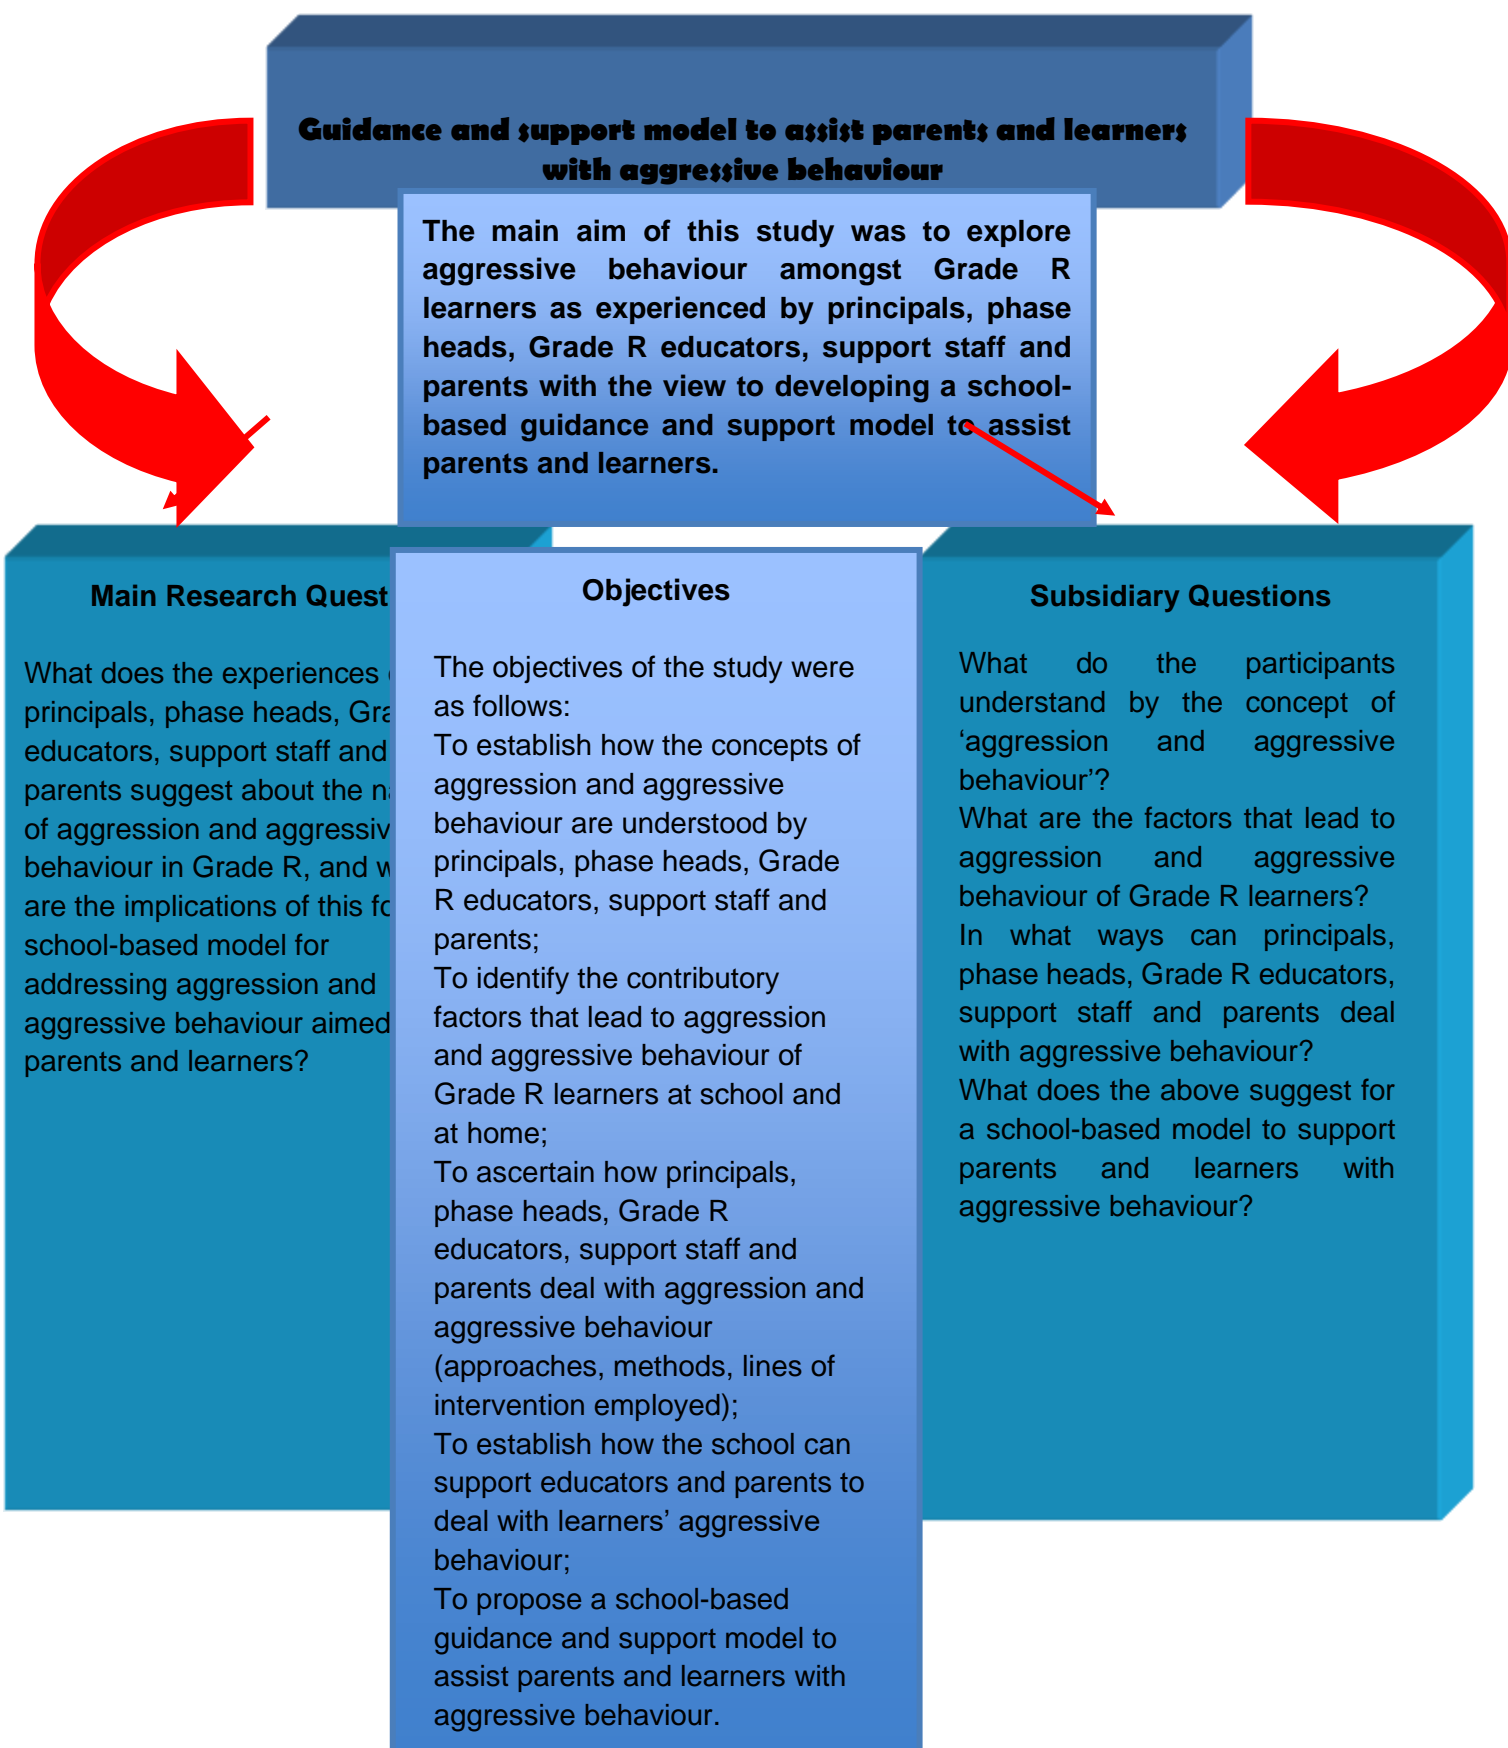 Guidance and support model to assist parents and learners
with aggressive behaviour
The main aim of this study was to explore
aggressive behaviour amongst Grade R
learners as experienced by principals, phase
heads, Grade R educators, support staff and
parents with the view to developing a school-
based guidance and support model to assist
parents and learners.
Main Research Quest
What does the experiences
principals, phase heads, Gra
educators, support staff and
parents suggest about the na
of aggression and aggressiv
behaviour in Grade R, and w
are the implications of this fo
school-based model for
addressing aggression and
aggressive behaviour aimed
parents and learners?
Objectives
The objectives of the study were
as follows:
To establish how the concepts of
aggression and aggressive
behaviour are understood by
principals, phase heads, Grade
R educators, support staff and
parents;
To identify the contributory
factors that lead to aggression
and aggressive behaviour of
Grade R learners at school and
at home;
To ascertain how principals,
phase heads, Grade R
educators, support staff and
parents deal with aggression and
aggressive behaviour
(approaches, methods, lines of
intervention employed);
To establish how the school can
support educators and parents to
deal with learners’ aggressive
behaviour;
To propose a school-based
guidance and support model to
assist parents and learners with
aggressive behaviour.
Subsidiary Questions
What do the participants
understand by the concept of
‘aggression and aggressive
behaviour’?
What are the factors that lead to
aggression and aggressive
behaviour of Grade R learners?
In what ways can principals,
phase heads, Grade R educators,
support staff and parents deal
with aggressive behaviour?
What does the above suggest for
a school-based model to support
parents and learners with
aggressive behaviour?